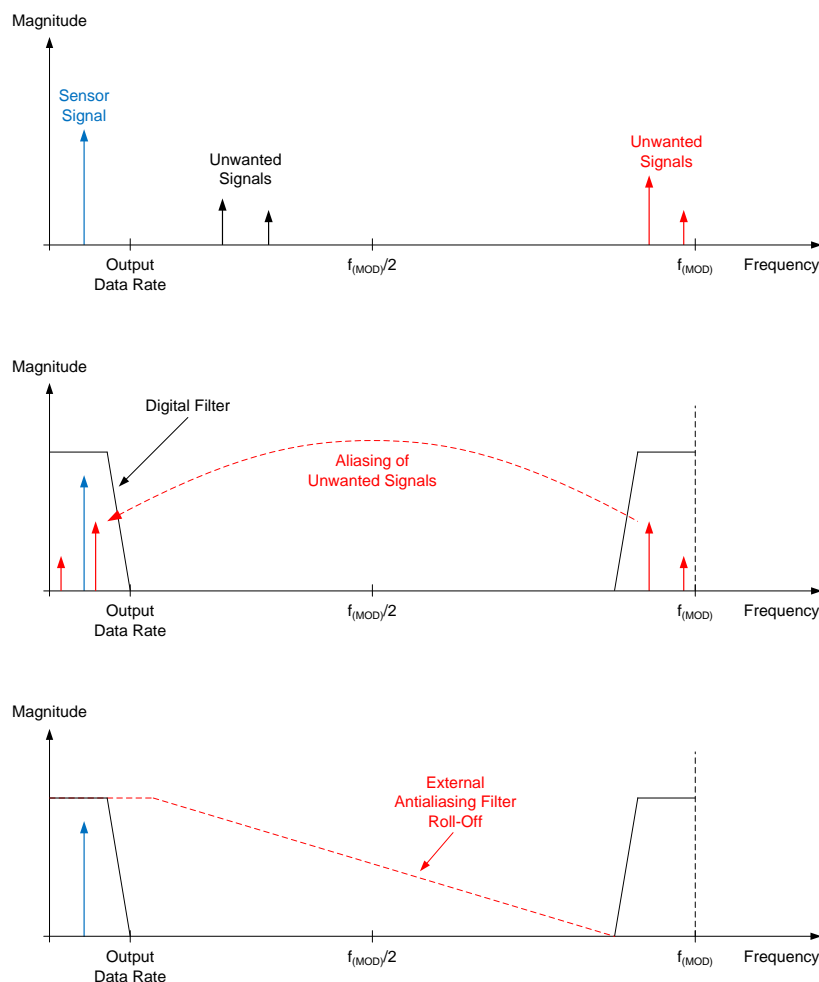 Magnitude
Sensor
Signal
Unwanted
Signals
Unwanted
Signals
Output
Data Rate
f(MOD)/2
f(MOD)
Frequency
Magnitude
Digital Filter
Aliasing of
Unwanted Signals
Output
Data Rate
f(MOD)/2
f(MOD)
Frequency
Magnitude
External
Antialiasing Filter
Roll-Off
Output
Data Rate
f(MOD)/2
f(MOD)
Frequency